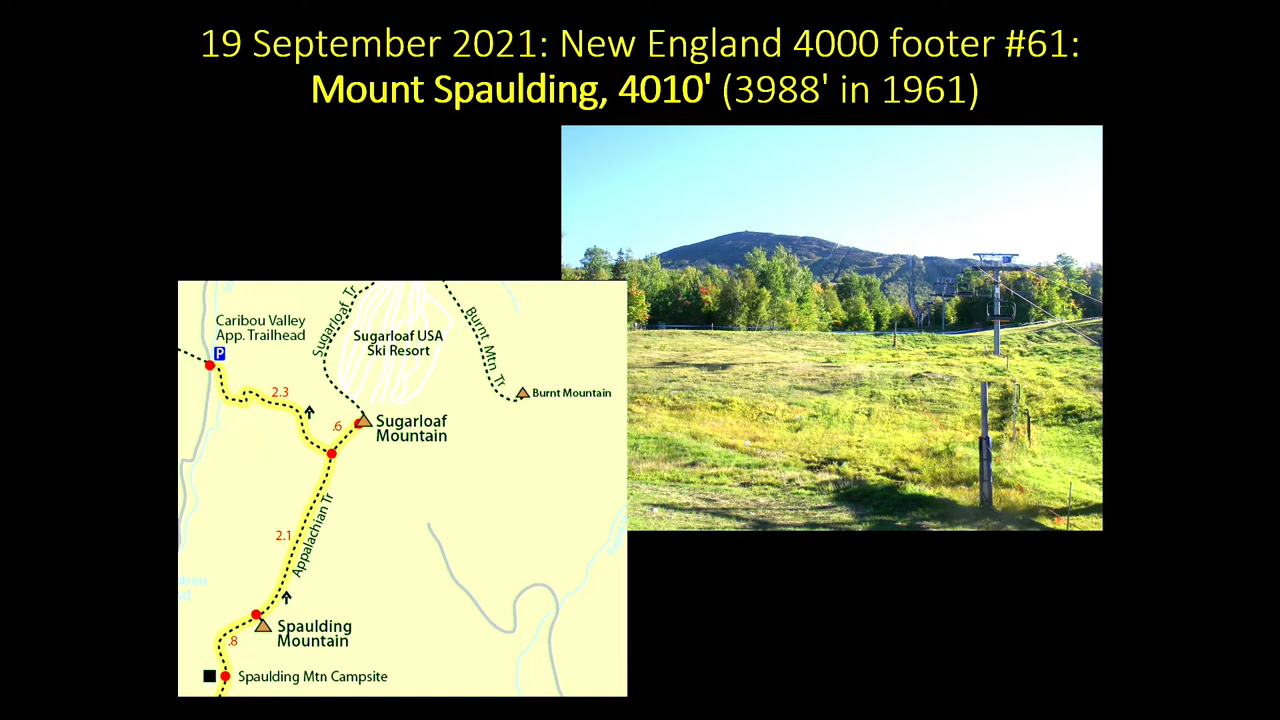 19 September 2021: New England 4000 footer #61:
Mount Spaulding, 4010' (3988' in 1961)
Caribou Valley
App. Trailhead
P
Sugarloaf Tr
Sugarloaf USA
Ski Resort
Burnt Mtn Tr
Burnt Mountain
2.3
.6
Sugarloaf
Mountain
2.1
Appalachian Tr
Spaulding
Mountain
.8
Spaulding Mtn Campsite